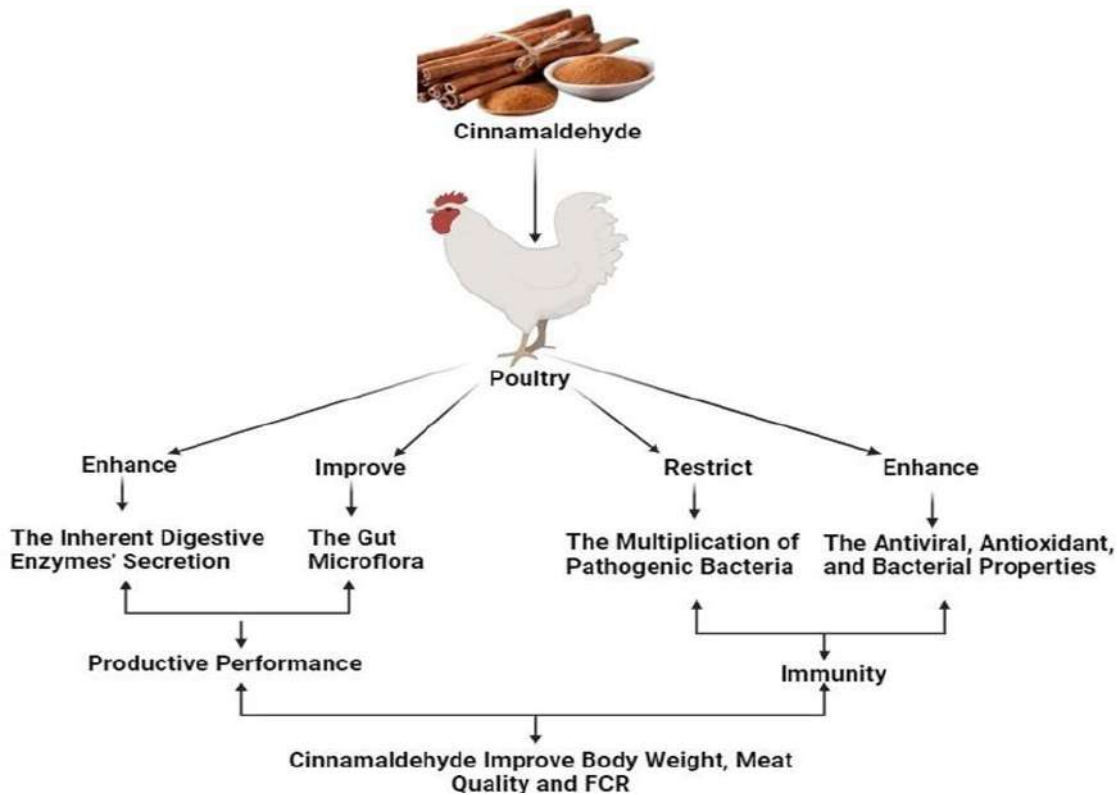 Cinnamaldehyde
Poultry
Enhance
Improve
Restrict
Enhance
The Inherent Digestive
Enzymes' Secretion
The Gut
Microflora
The Multiplication of
Pathogenic Bacteria
The Antiviral, Antioxidant,
and Bacterial Properties
Productive Performance
Immunity
Cinnamaldehyde Improve Body Weight, Meat
Quality and FCR